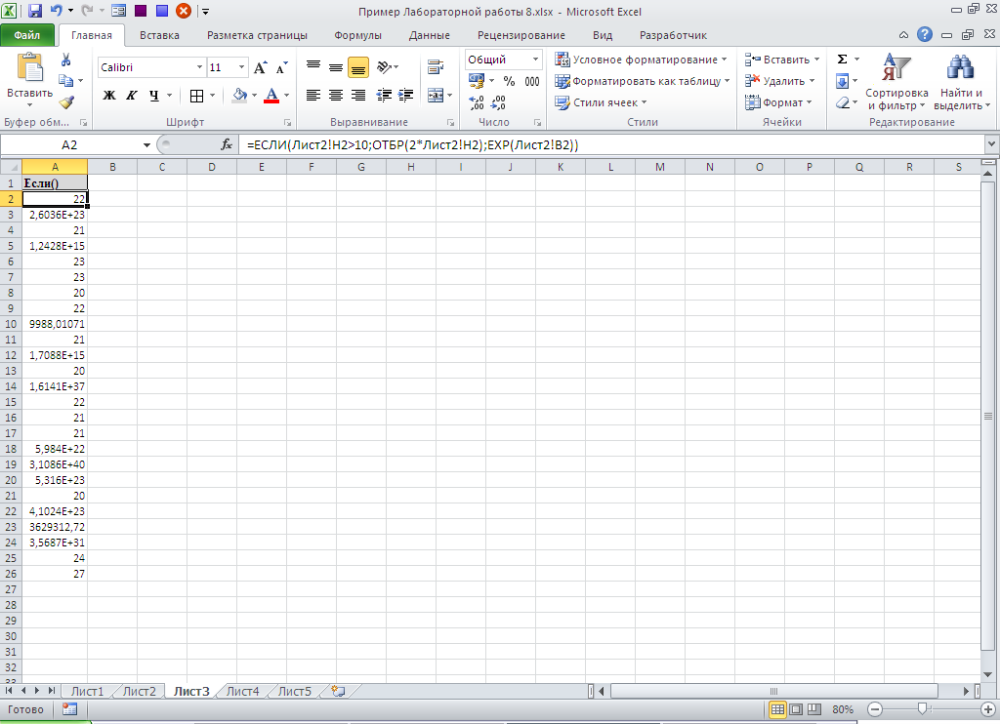 Пример Лабораторной работы 8.xlsx - Microsoft Excel
Файл Главная Вставка Разметка страницы Формулы Данные Рецензирование Вид Разработчик
Вставить
Calibri 11
Ж К Ч
Общий
% 000
Условное форматирование
Форматировать как таблицу
Стили ячеек
Вставить
Удалить
Формат
Σ
Сортировка и фильтр
Найти и выделить
Буфер обм... Шрифт Выравнивание Число Стили Ячейки Редактирование
A2 fx =ЕСЛИ(Лист2!H2>10;ОТБР(2*Лист2!H2);EXP(Лист2!B2))
A B C D E F G H I J K L M N O P Q R S
1 Если()
2 22
3 2,6036E+23
4 21
5 1,2428E+15
6 23
7 23
8 20
9 22
10 9988,01071
11 21
12 1,7088E+15
13 20
14 1,6141E+37
15 22
16 21
17 21
18 5,984E+22
19 3,1086E+40
20 5,316E+23
21 20
22 4,1024E+23
23 3629312,72
24 3,5687E+31
25 24
26 27
27
28
29
30
31
32
33
Лист1 Лист2 Лист3 Лист4 Лист5
Готово 80%